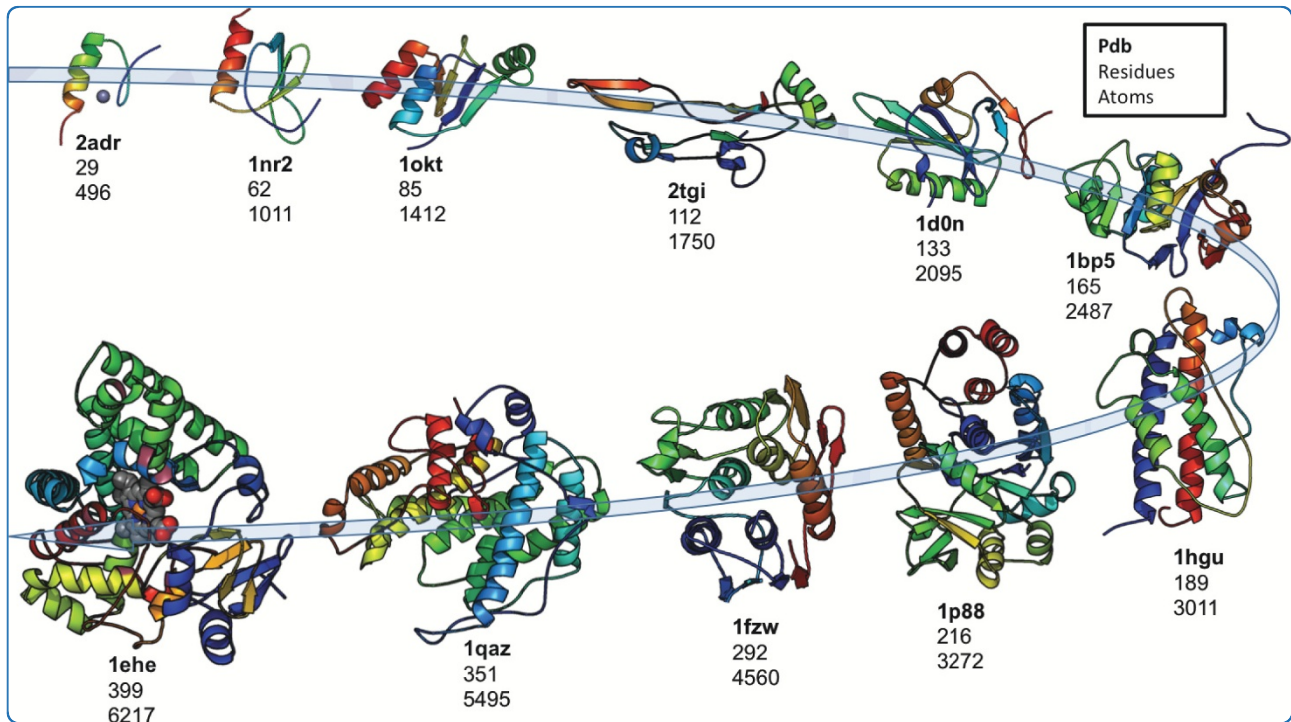 Pdb
Residues
Atoms
2adr
29
496
1nr2
62
1011
1okt
85
1412
2tgi
112
1750
1d0n
133
2095
1bp5
165
2487
1hgu
189
3011
1p88
216
3272
1fzw
292
4560
1qaz
351
5495
1ehe
399
6217